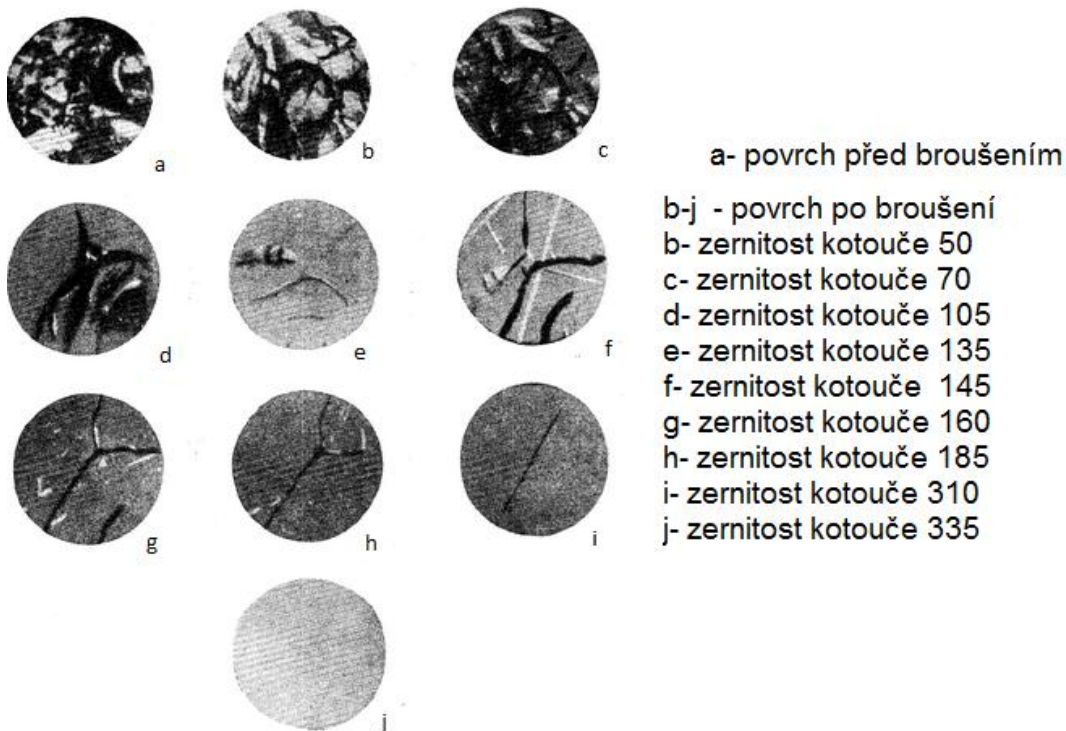 a
b
c
d
e
f
g
h
i
j
a- povrch před broušením
b-j - povrch po broušení
b- zernitost kotouče 50
c- zernitost kotouče 70
d- zernitost kotouče 105
e- zernitost kotouče 135
f- zernitost kotouče 145
g- zernitost kotouče 160
h- zernitost kotouče 185
i- zernitost kotouče 310
j- zernitost kotouče 335